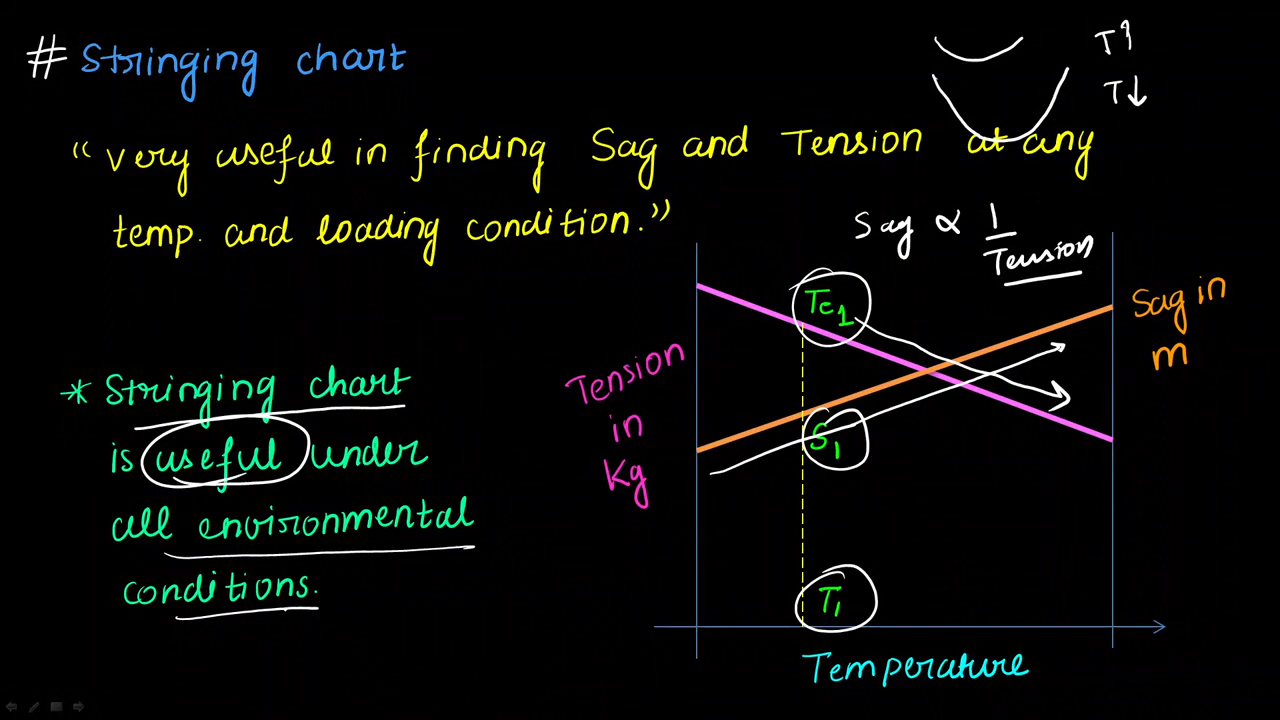 # Stringing chart
T↑
T↓
"very useful in finding Sag and Tension at any
temp. and loading condition."
Sag ∝ 1/Tension
* Stringing chart
is useful under
all environmental
conditions.
Tension
in
Kg
Te1
S1
T1
Sag in
m
Temperature